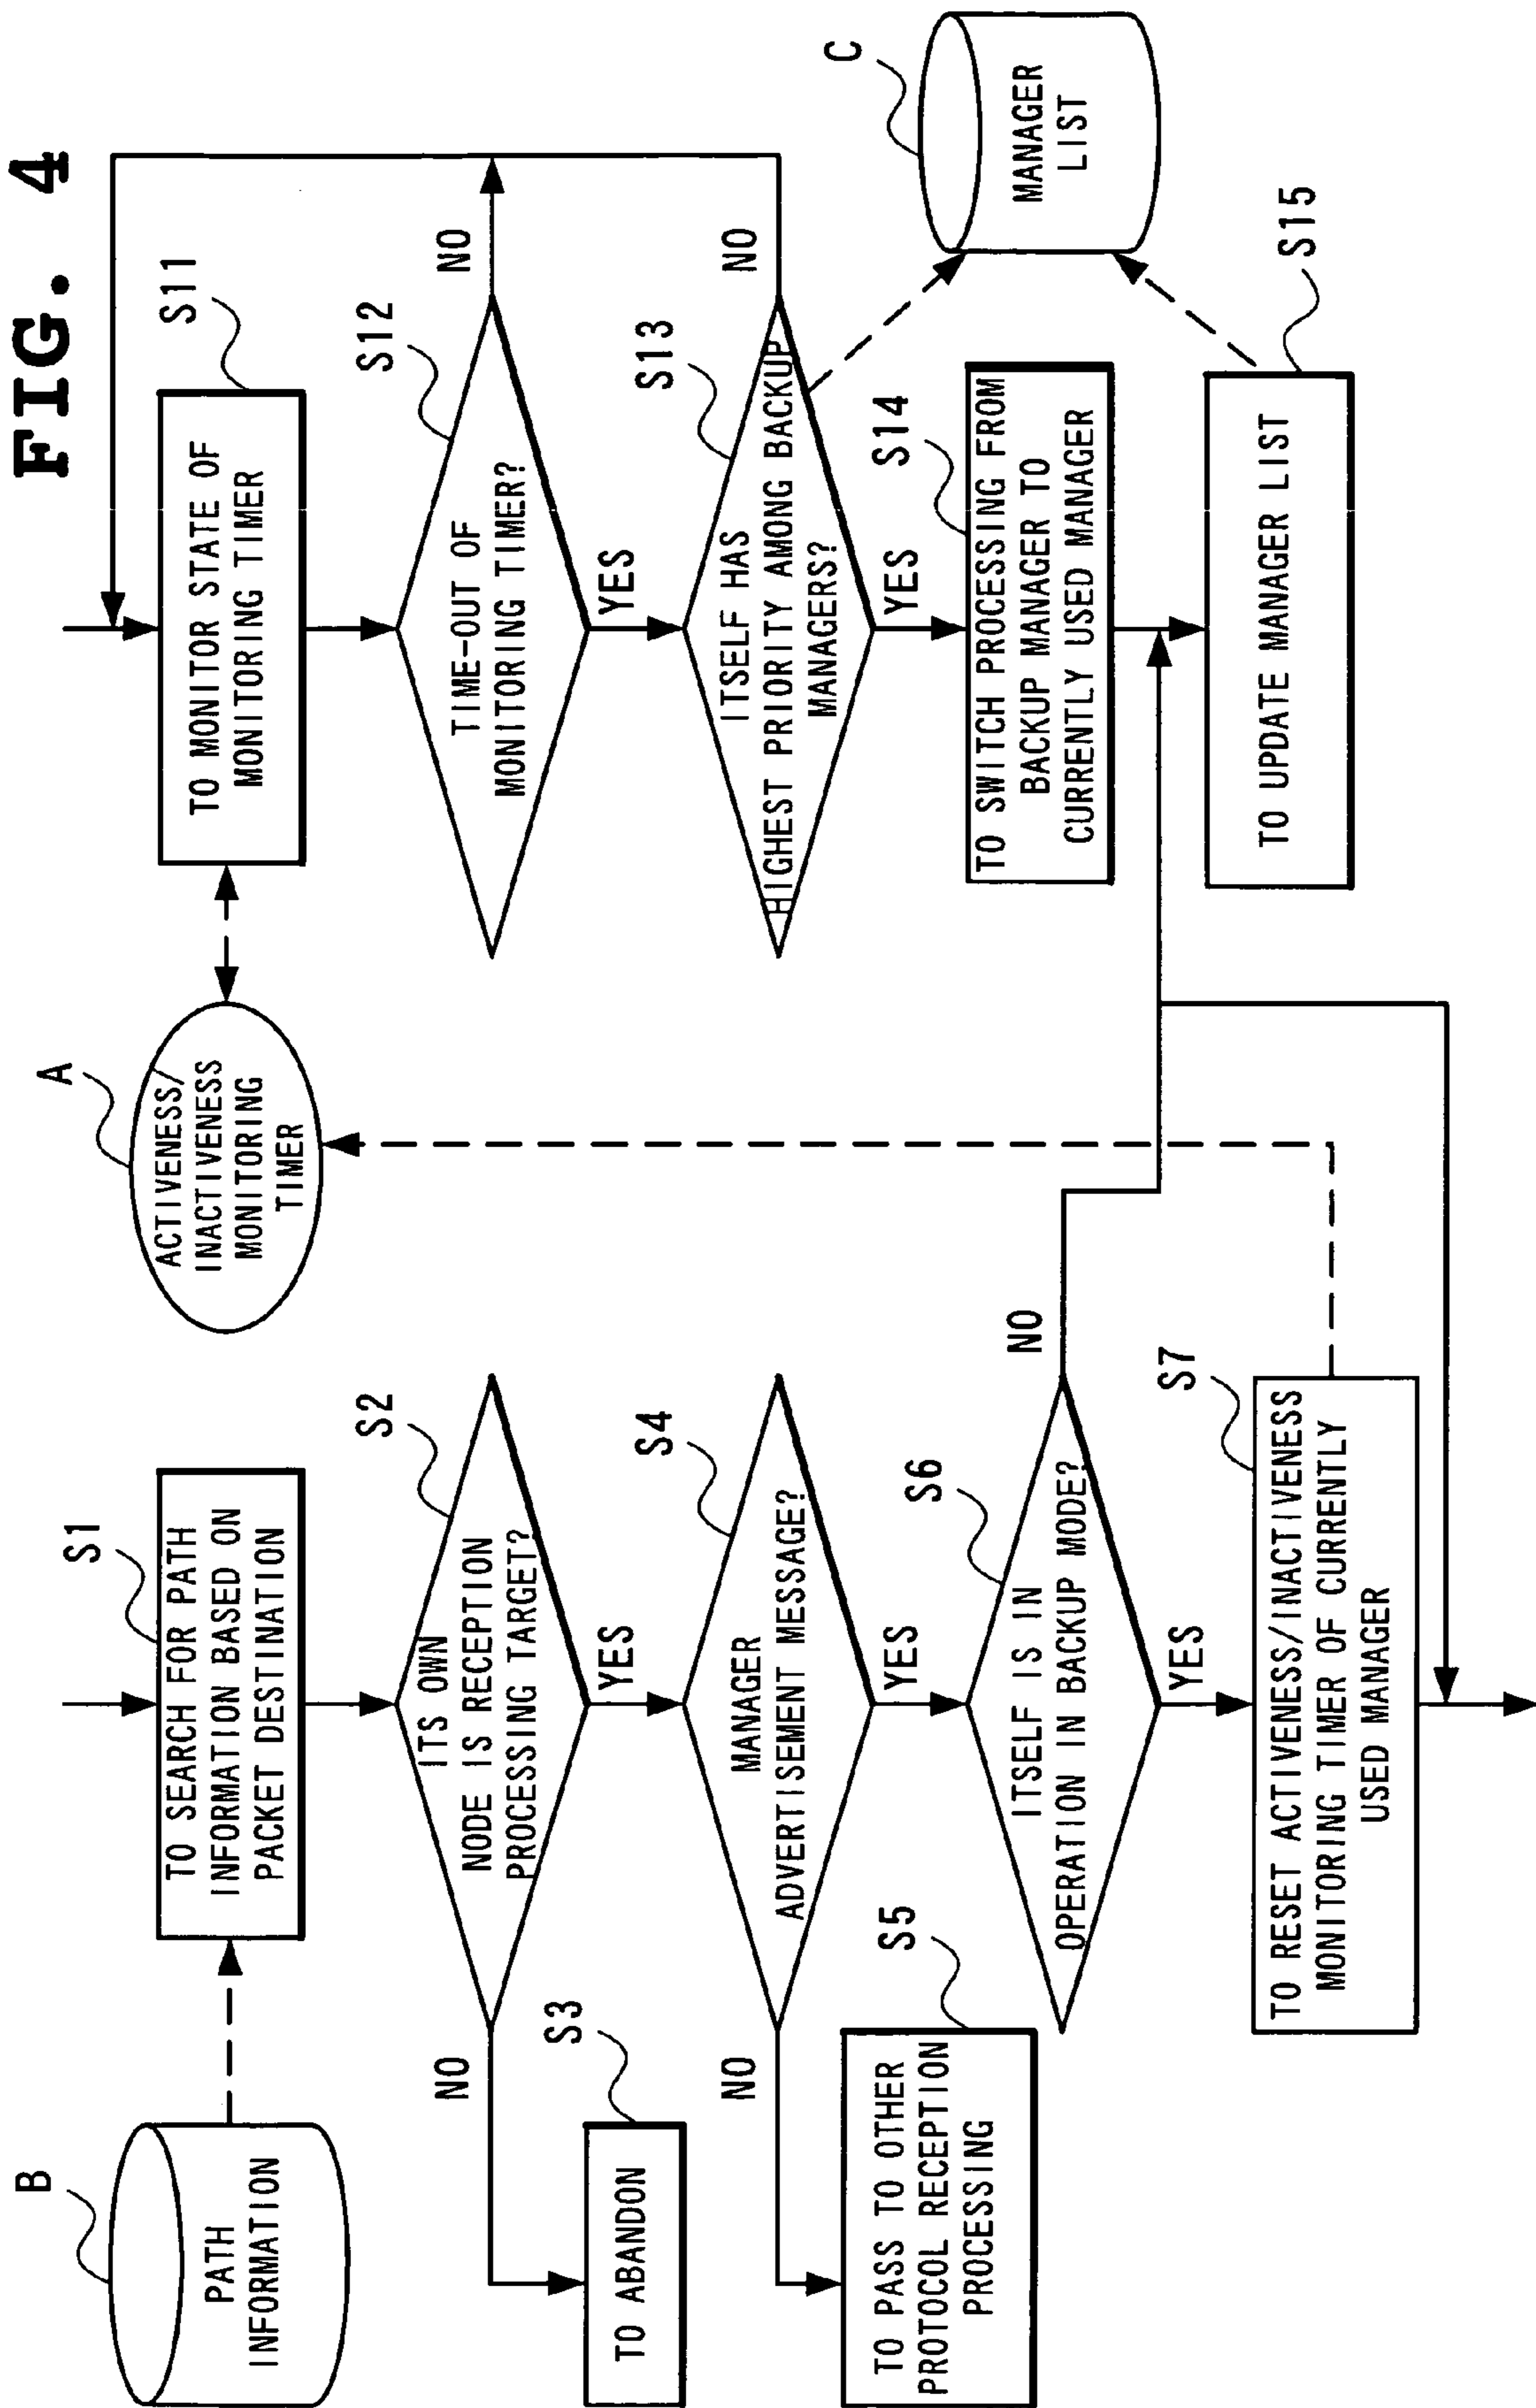 FIG. 4
B
PATH
INFORMATION
S1
TO SEARCH FOR PATH
INFORMATION BASED ON
PACKET DESTINATION
S2
ITS OWN
NODE IS RECEPTION
PROCESSING TARGET?
NO
YES
S3
TO ABANDON
S4
MANAGER
ADVERTISEMENT MESSAGE?
NO
YES
S5
TO PASS TO OTHER
PROTOCOL RECEPTION
PROCESSING
S6
ITSELF IS IN
OPERATION IN BACKUP MODE?
NO
YES
S7
TO RESET ACTIVENESS/INACTIVENESS
MONITORING TIMER OF CURRENTLY
USED MANAGER
A
ACTIVENESS/
INACTIVENESS
MONITORING
TIMER
S11
TO MONITOR STATE OF
MONITORING TIMER
S12
TIME-OUT OF
MONITORING TIMER?
NO
YES
S13
ITSELF HAS
HIGHEST PRIORITY AMONG BACKUP
MANAGERS?
NO
YES
S14
TO SWITCH PROCESSING FROM
BACKUP MANAGER TO
CURRENTLY USED MANAGER
S15
TO UPDATE MANAGER LIST
C
MANAGER
LIST